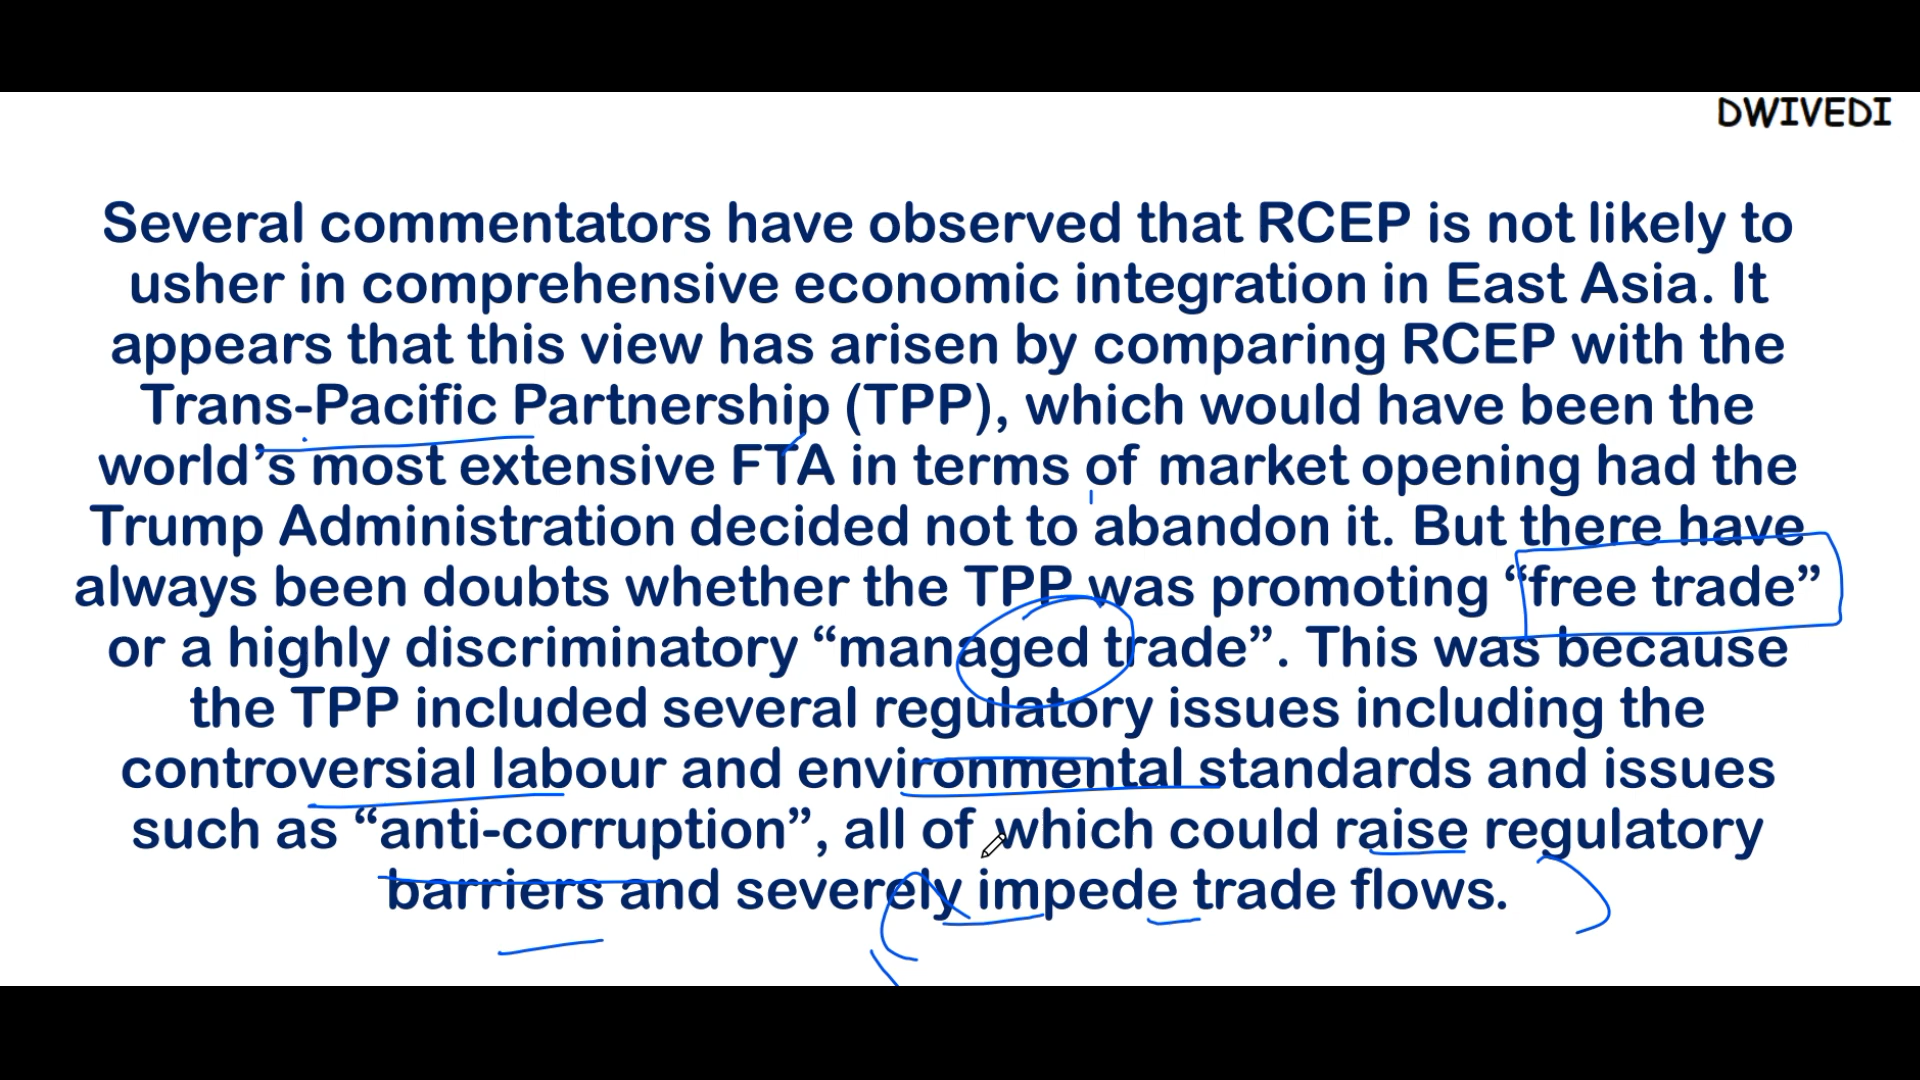 DWIVEDI
Several commentators have observed that RCEP is not likely to
usher in comprehensive economic integration in East Asia. It
appears that this view has arisen by comparing RCEP with the
Trans-Pacific Partnership (TPP), which would have been the
world’s most extensive FTA in terms of market opening had the
Trump Administration decided not to abandon it. But there have
always been doubts whether the TPP was promoting “free trade”
or a highly discriminatory “managed trade”. This was because
the TPP included several regulatory issues including the
controversial labour and environmental standards and issues
such as “anti-corruption”, all of which could raise regulatory
barriers and severely impede trade flows.